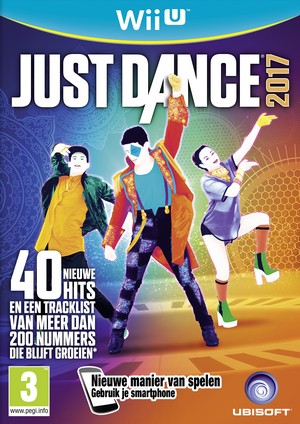 Wii U
JUST DANCE
2017
40 NIEUWE
HITS
EN EEN TRACKLIST
VAN MEER DAN
200 NUMMERS
DIE BLIJFT GROEIEN*
3
www.pegi.info
Nieuwe manier van spelen
Gebruik je smartphone
UBISOFT